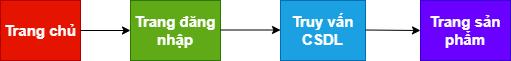 Trang chủ
Trang đăng
nhập
Truy vấn
CSDL
Trang sản
phẩm